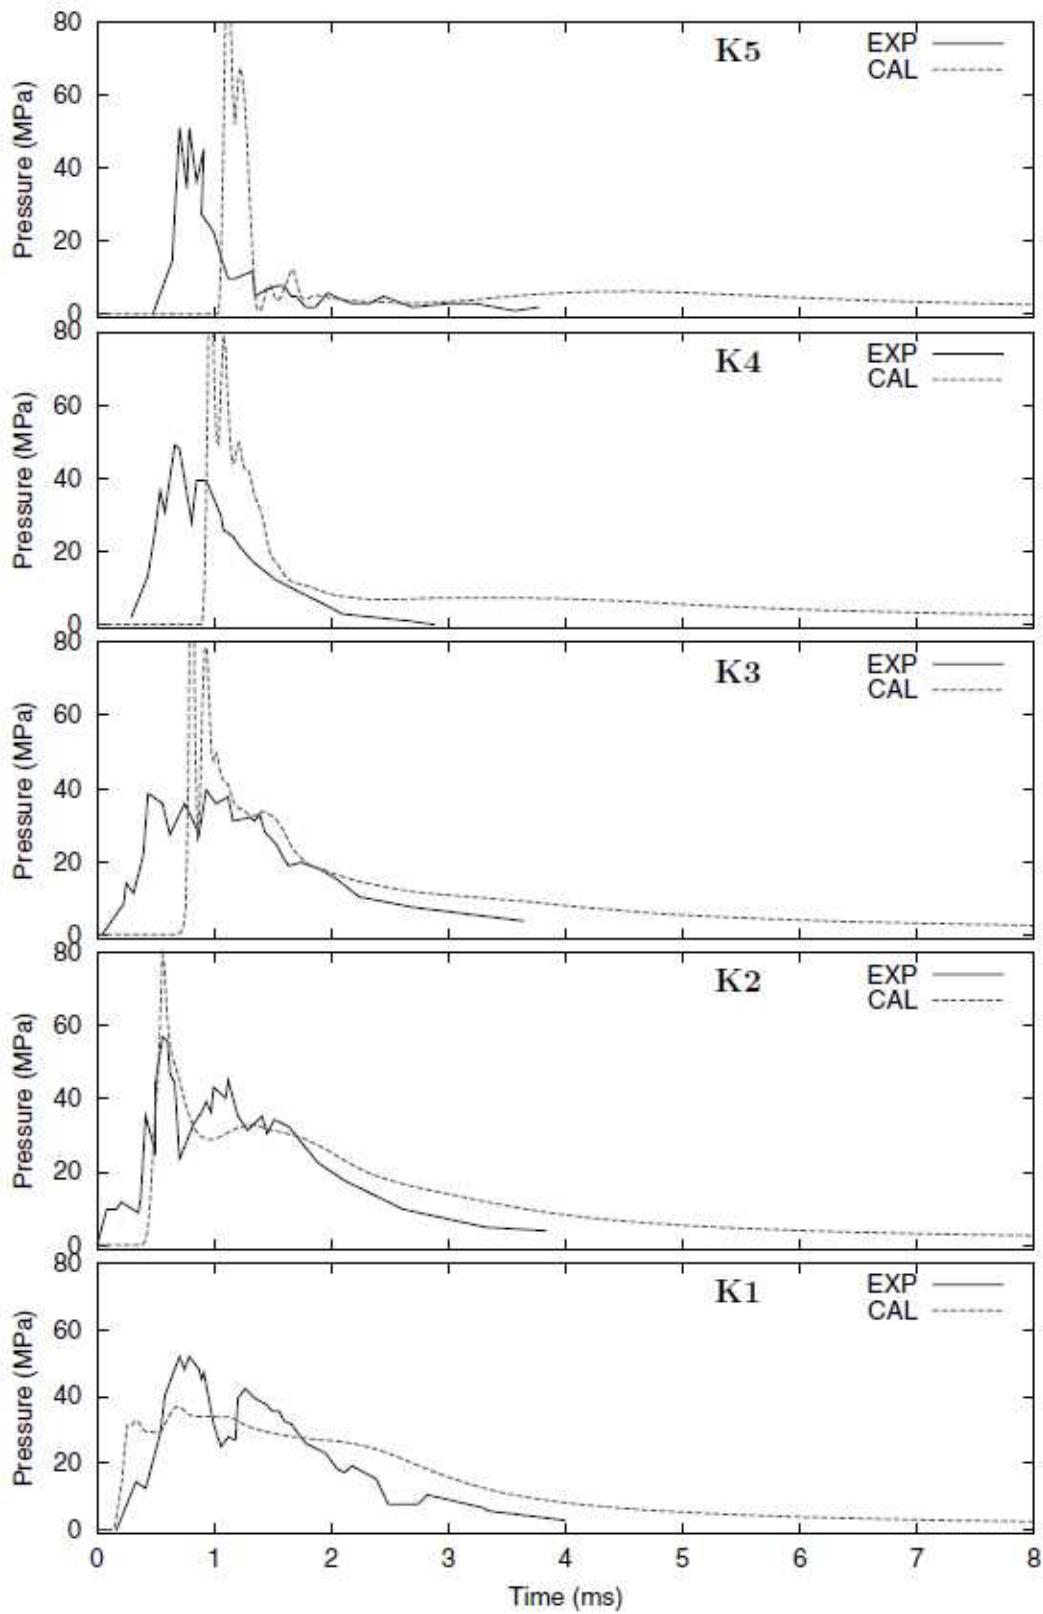 80
K5
EXP
CAL
60
40
20
0
Pressure (MPa)
80
K4
EXP
CAL
60
40
20
0
Pressure (MPa)
80
K3
EXP
CAL
60
40
20
0
Pressure (MPa)
80
K2
EXP
CAL
60
40
20
0
Pressure (MPa)
80
K1
EXP
CAL
60
40
20
0
Pressure (MPa)
0 1 2 3 4 5 6 7 8
Time (ms)